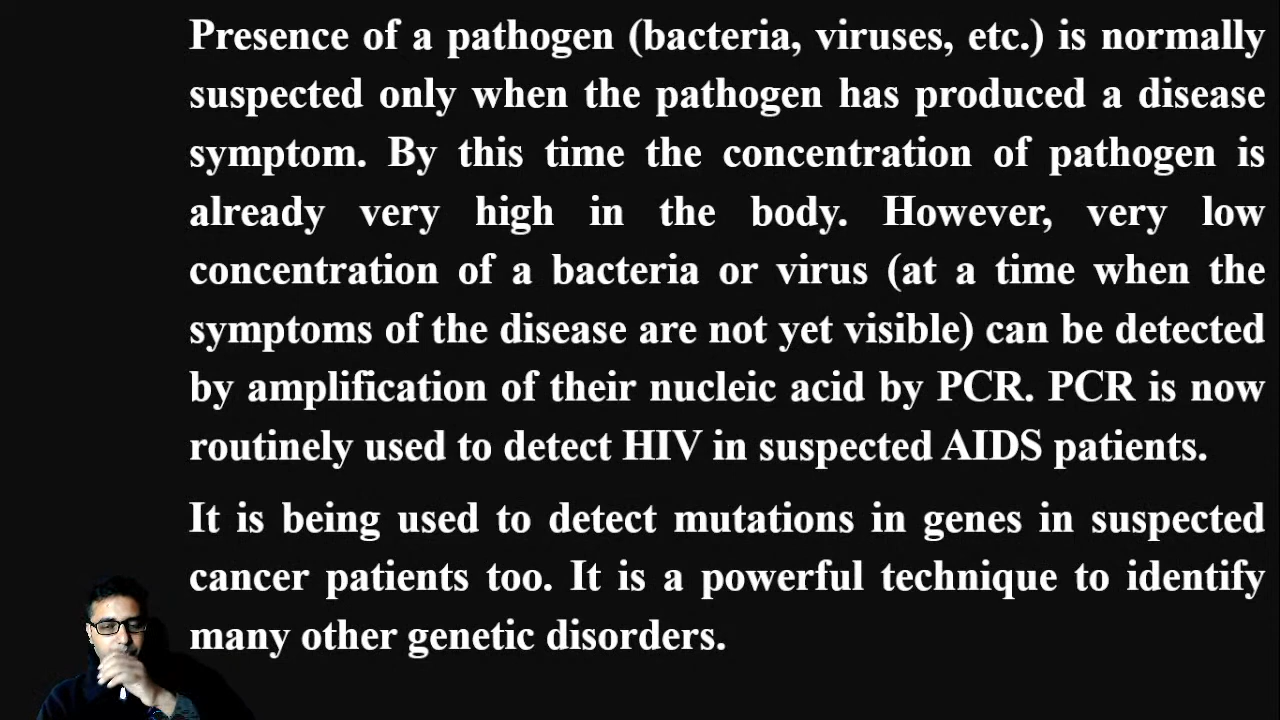 Presence of a pathogen (bacteria, viruses, etc.) is normally
suspected only when the pathogen has produced a disease
symptom. By this time the concentration of pathogen is
already very high in the body. However, very low
concentration of a bacteria or virus (at a time when the
symptoms of the disease are not yet visible) can be detected
by amplification of their nucleic acid by PCR. PCR is now
routinely used to detect HIV in suspected AIDS patients.
It is being used to detect mutations in genes in suspected
cancer patients too. It is a powerful technique to identify
many other genetic disorders.